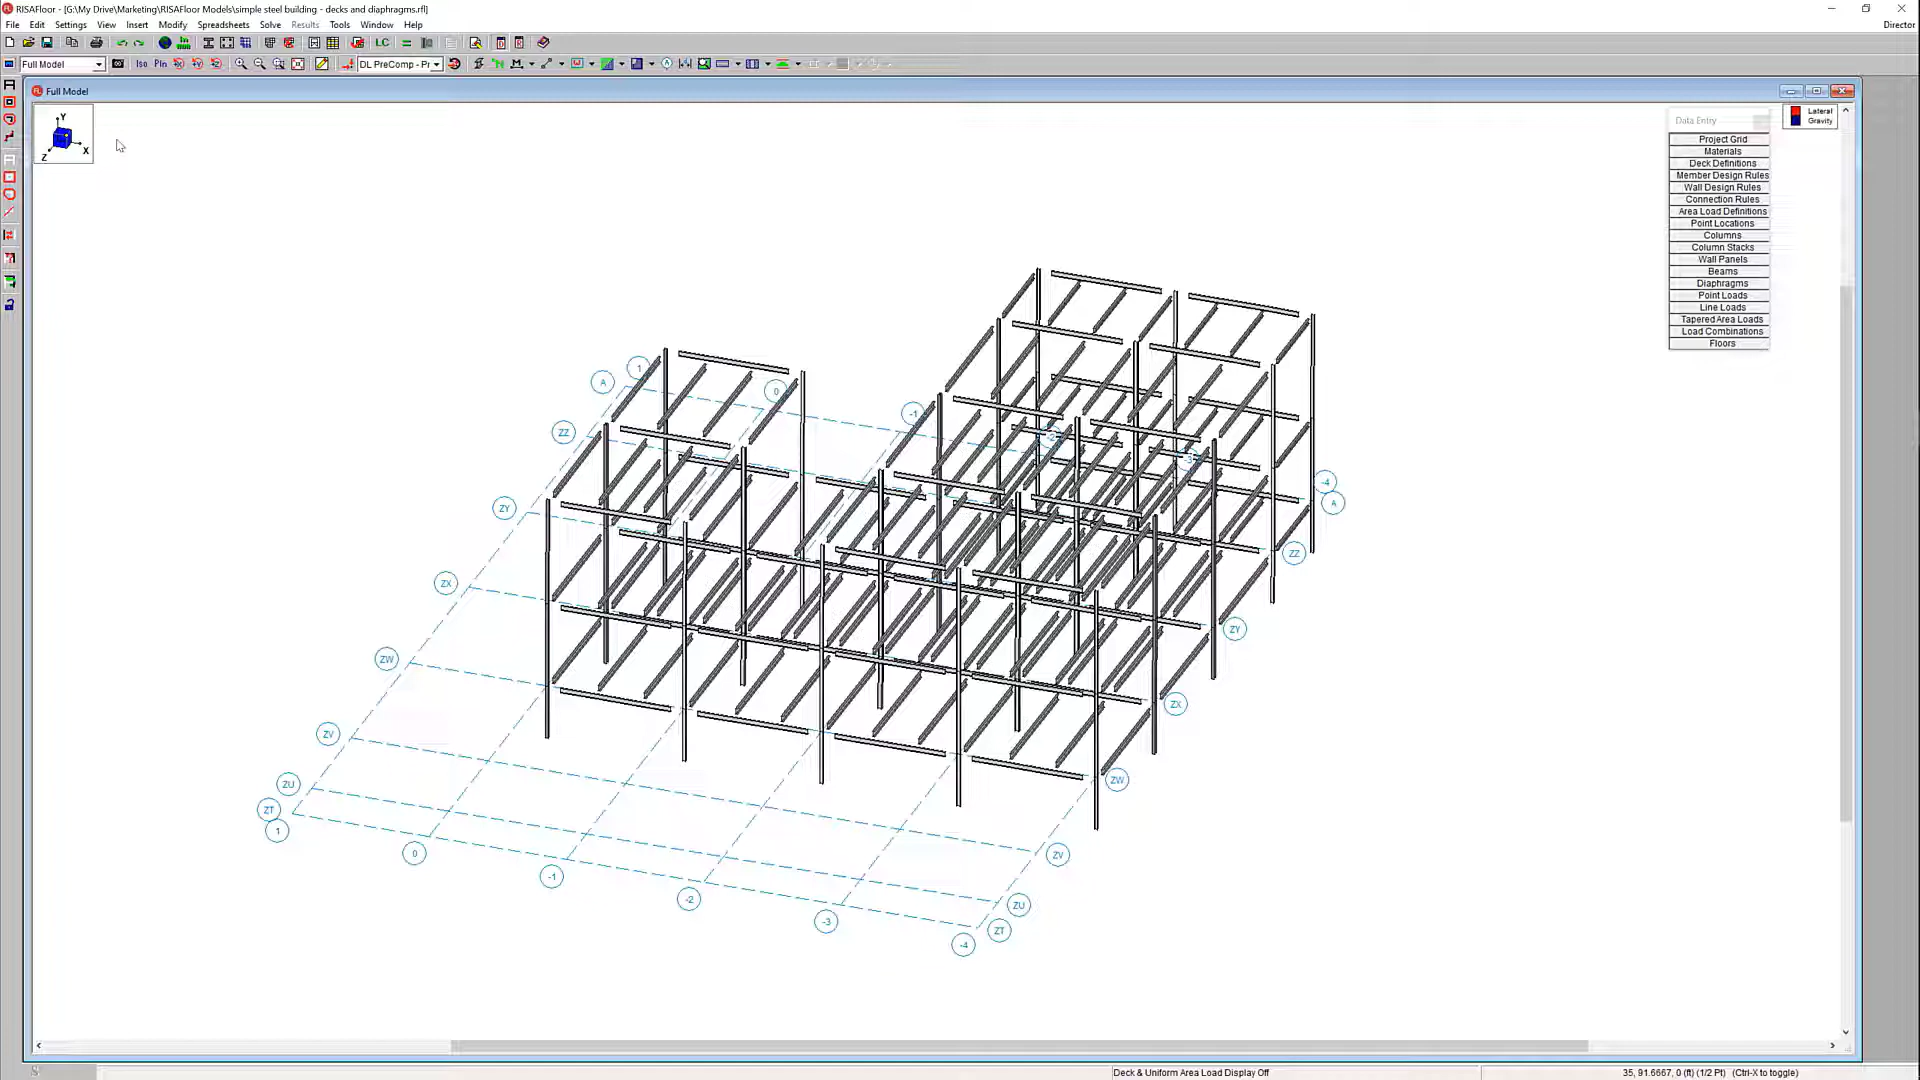 RISAFloor - [G:\My Drive\Marketing\RISAFloor Models\simple steel building - decks and diaphragms.rfl]
File Edit Settings View Insert Modify Spreadsheets Solve Results Tools Window Help
Director
LC
Full Model
Iso Pln
DL PreComp - Pr
Full Model
Y
Z
X
Lateral
Gravity
Data Entry
Project Grid
Materials
Deck Definitions
Member Design Rules
Wall Design Rules
Connection Rules
Area Load Definitions
Point Locations
Columns
Column Stacks
Wall Panels
Beams
Diaphragms
Point Loads
Line Loads
Tapered Area Loads
Load Combinations
Floors
1
A
0
-1
ZZ
-2
-3
-4
A
ZY
ZZ
ZX
ZY
ZW
ZX
ZV
ZW
ZU
ZT
1
0
ZV
-1
-2
ZU
-3
ZT
-4
Deck & Uniform Area Load Display Off
35, 91.6667, 0 (ft) (1/2 Pt) (Ctrl-X to toggle)